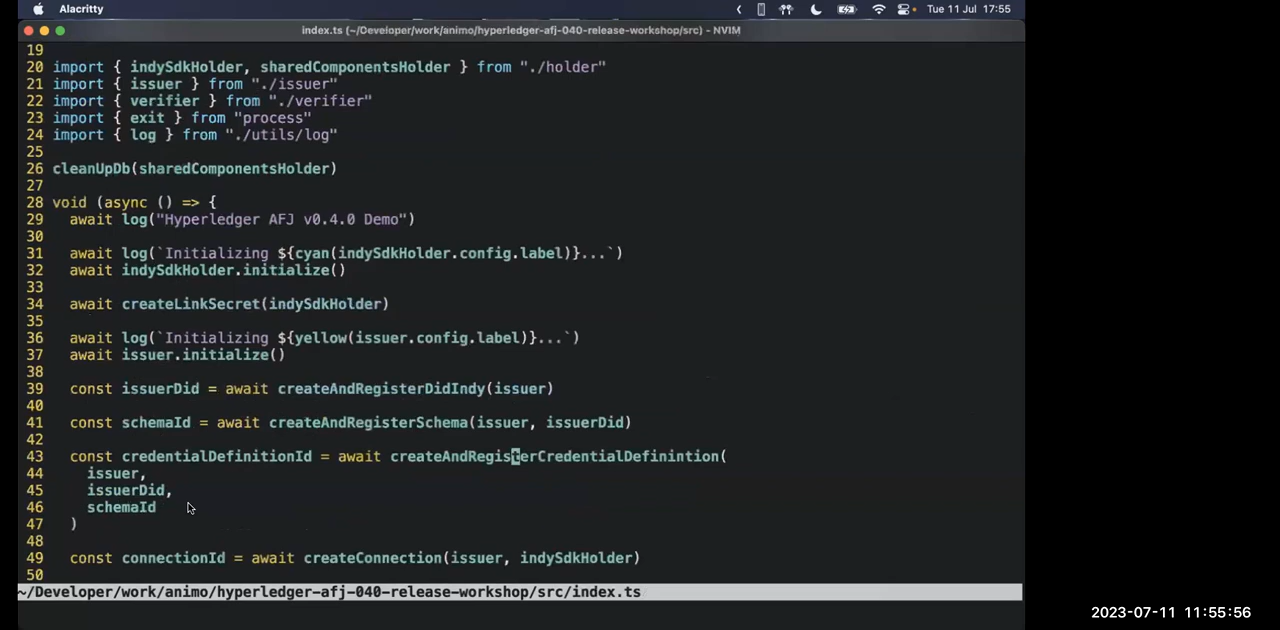 Alacritty
Tue 11 Jul 17:55
index.ts (~/Developer/work/animo/hyperledger-afj-040-release-workshop/src) - NVIM
19
20 import { indySdkHolder, sharedComponentsHolder } from "./holder"
21 import { issuer } from "./issuer"
22 import { verifier } from "./verifier"
23 import { exit } from "process"
24 import { log } from "./utils/log"
25
26 cleanUpDb(sharedComponentsHolder)
27
28 void (async () => {
29   await log("Hyperledger AFJ v0.4.0 Demo")
30
31   await log(`Initializing ${cyan(indySdkHolder.config.label)}...`)
32   await indySdkHolder.initialize()
33
34   await createLinkSecret(indySdkHolder)
35
36   await log(`Initializing ${yellow(issuer.config.label)}...`)
37   await issuer.initialize()
38
39   const issuerDid = await createAndRegisterDidIndy(issuer)
40
41   const schemaId = await createAndRegisterSchema(issuer, issuerDid)
42
43   const credentialDefinitionId = await createAndRegisterCredentialDefinintion(
44     issuer,
45     issuerDid,
46     schemaId
47   )
48
49   const connectionId = await createConnection(issuer, indySdkHolder)
50
~/Developer/work/animo/hyperledger-afj-040-release-workshop/src/index.ts
2023-07-11 11:55:56